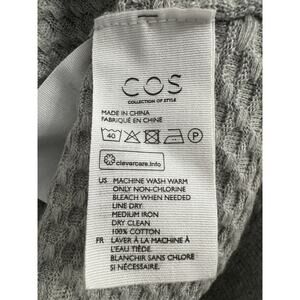 COS
COLLECTION OF STYLE
MADE IN CHINA
FABRIQUÉ EN CHINE
40 P
clevercare.info
US MACHINE WASH WARM
ONLY NON-CHLORINE
BLEACH WHEN NEEDED
LINE DRY
MEDIUM IRON
DRY CLEAN
100% COTTON
FR LAVER À LA MACHINE À
L'EAU TIÈDE.
BLANCHIR SANS CHLORE
SI NÉCESSAIRE